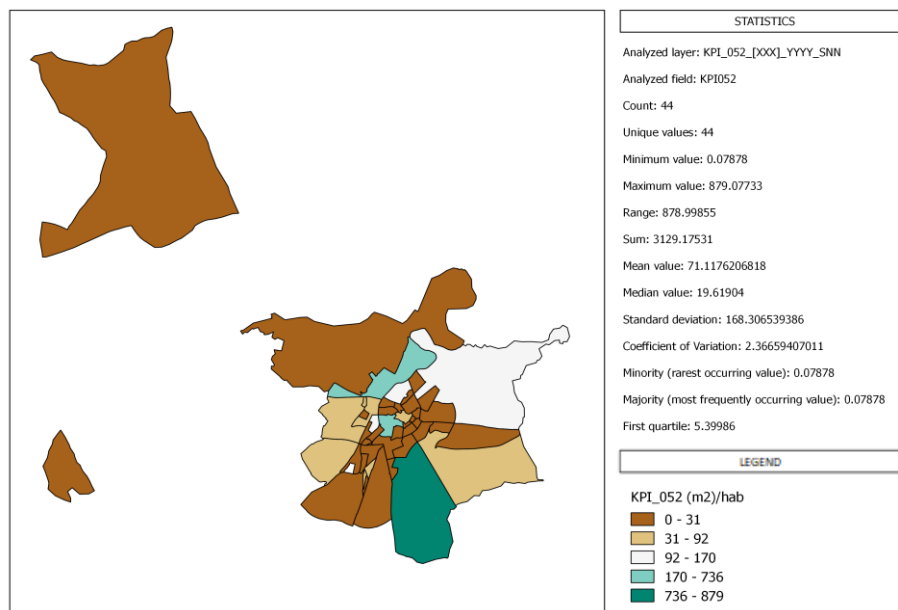 STATISTICS
Analyzed layer: KPI_052_[XXX]_YYYY_SNN
Analyzed field: KPI052
Count: 44
Unique values: 44
Minimum value: 0.07878
Maximum value: 879.07733
Range: 878.99855
Sum: 3129.17531
Mean value: 71.1176206818
Median value: 19.61904
Standard deviation: 168.306539386
Coefficient of Variation: 2.36659407011
Minority (rarest occurring value): 0.07878
Majority (most frequently occurring value): 0.07878
First quartile: 5.39986
LEGEND
KPI_052 (m2)/hab
0 - 31
31 - 92
92 - 170
170 - 736
736 - 879